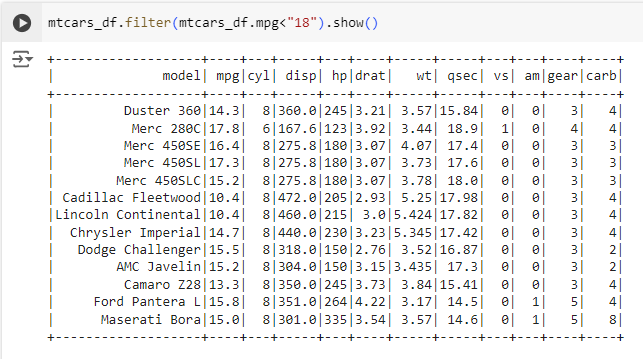 mtcars_df.filter(mtcars_df.mpg<"18").show()
+-------------------+----+---+-----+---+----+-----+-----+---+---+----+----+
|              model| mpg|cyl| disp| hp|drat|   wt| qsec| vs| am|gear|carb|
+-------------------+----+---+-----+---+----+-----+-----+---+---+----+----+
|         Duster 360|14.3|  8|360.0|245|3.21| 3.57|15.84|  0|  0|   3|   4|
|          Merc 280C|17.8|  6|167.6|123|3.92| 3.44| 18.9|  1|  0|   4|   4|
|         Merc 450SE|16.4|  8|275.8|180|3.07| 4.07| 17.4|  0|  0|   3|   3|
|         Merc 450SL|17.3|  8|275.8|180|3.07| 3.73| 17.6|  0|  0|   3|   3|
|        Merc 450SLC|15.2|  8|275.8|180|3.07| 3.78| 18.0|  0|  0|   3|   3|
| Cadillac Fleetwood|10.4|  8|472.0|205|2.93| 5.25|17.98|  0|  0|   3|   4|
|Lincoln Continental|10.4|  8|460.0|215| 3.0|5.424|17.82|  0|  0|   3|   4|
|  Chrysler Imperial|14.7|  8|440.0|230|3.23|5.345|17.42|  0|  0|   3|   4|
|   Dodge Challenger|15.5|  8|318.0|150|2.76| 3.52|16.87|  0|  0|   3|   2|
|        AMC Javelin|15.2|  8|304.0|150|3.15|3.435| 17.3|  0|  0|   3|   2|
|         Camaro Z28|13.3|  8|350.0|245|3.73| 3.84|15.41|  0|  0|   3|   4|
|     Ford Pantera L|15.8|  8|351.0|264|4.22| 3.17| 14.5|  0|  1|   5|   4|
|      Maserati Bora|15.0|  8|301.0|335|3.54| 3.57| 14.6|  0|  1|   5|   8|
+-------------------+----+---+-----+---+----+-----+-----+---+---+----+----+